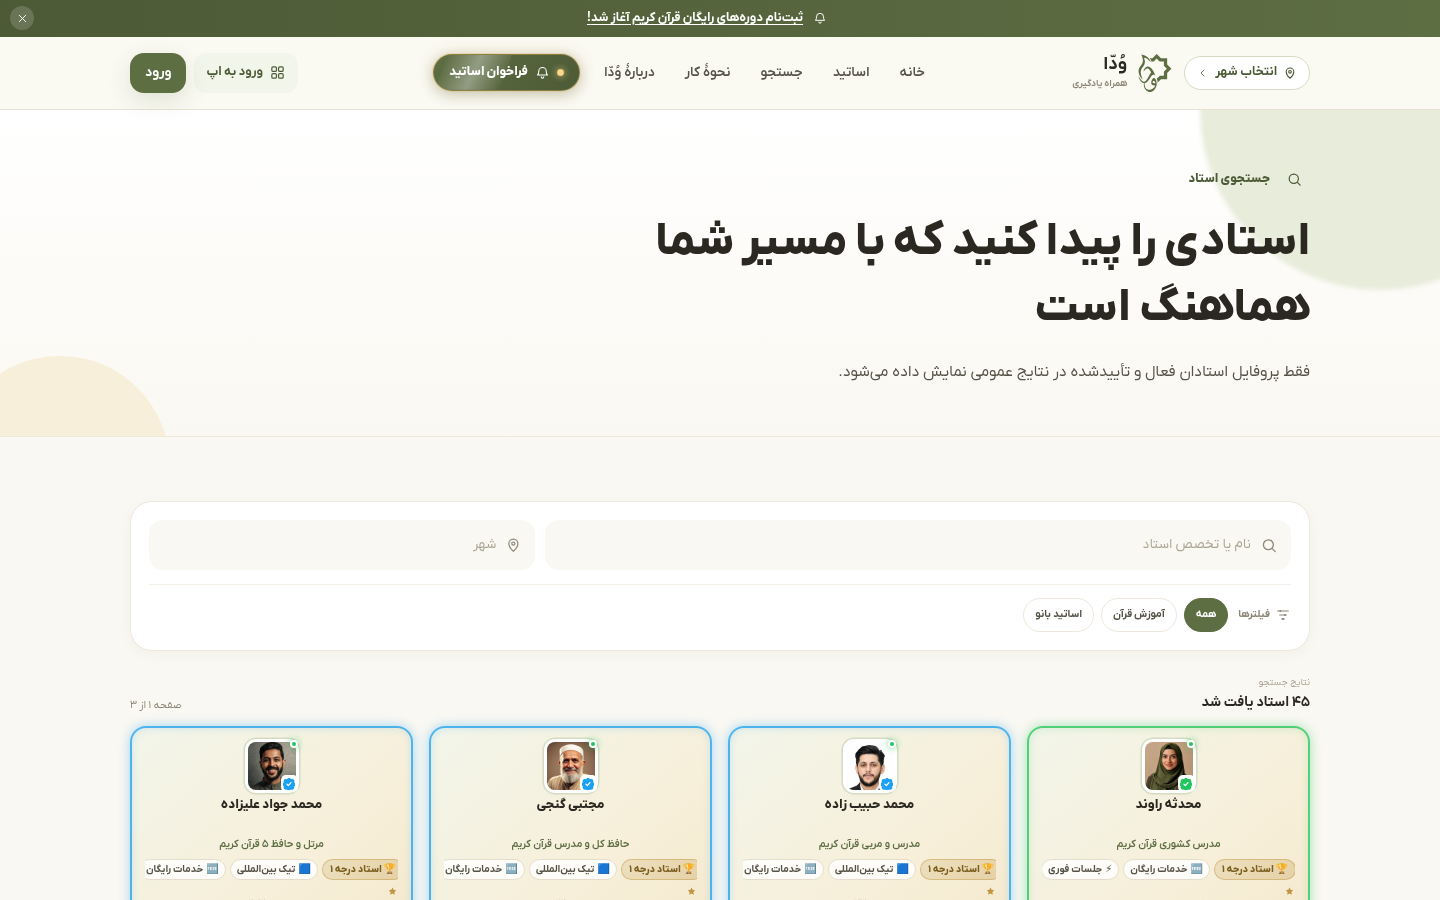 ثبت‌نام دوره‌های رایگان قرآن کریم آغاز شد!
انتخاب شهر
وُدّا
همراه یادگیری
خانه
اساتید
جستجو
نحوهٔ کار
دربارهٔ وُدّا
فراخوان اساتید
ورود به اپ
ورود
جستجوی استاد
استادی را پیدا کنید که با مسیر شما
هماهنگ است
فقط پروفایل استادان فعال و تأییدشده در نتایج عمومی نمایش داده می‌شود.
نام یا تخصص استاد
شهر
فیلترها
همه
آموزش قرآن
اساتید بانو
نتایج جستجو
۴۵ استاد یافت شد
صفحه ۱ از ۳
محدثه راوند
مدرس کشوری قرآن کریم
🏆 استاد درجه ۱
🆓 خدمات رایگان
⚡ جلسات فوری
محمد حبیب زاده
مدرس و مربی قرآن کریم
🏆 استاد درجه ۱
🟦 تیک بین‌المللی
🆓 خدمات رایگان
مجتبی گنجی
حافظ کل و مدرس قرآن کریم
🏆 استاد درجه ۱
🟦 تیک بین‌المللی
🆓 خدمات رایگان
محمد جواد علیزاده
مرتل و حافظ ۵ قرآن کریم
🏆 استاد درجه ۱
🟦 تیک بین‌المللی
🆓 خدمات رایگان